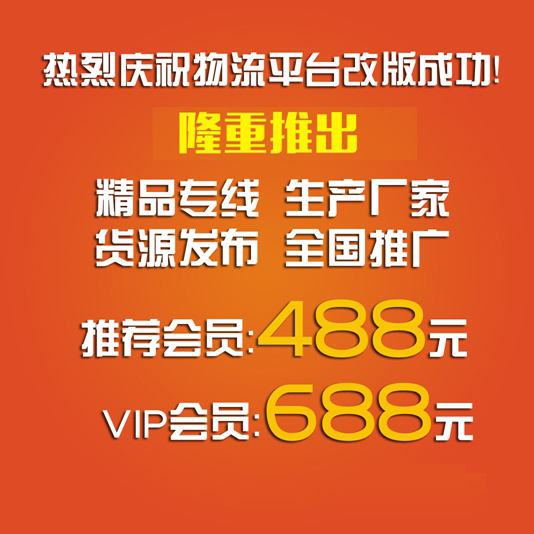 热烈庆祝物流平台改版成功!
隆重推出
精品专线 生产厂家
货源发布 全国推广
推荐会员:488元
VIP会员:688元